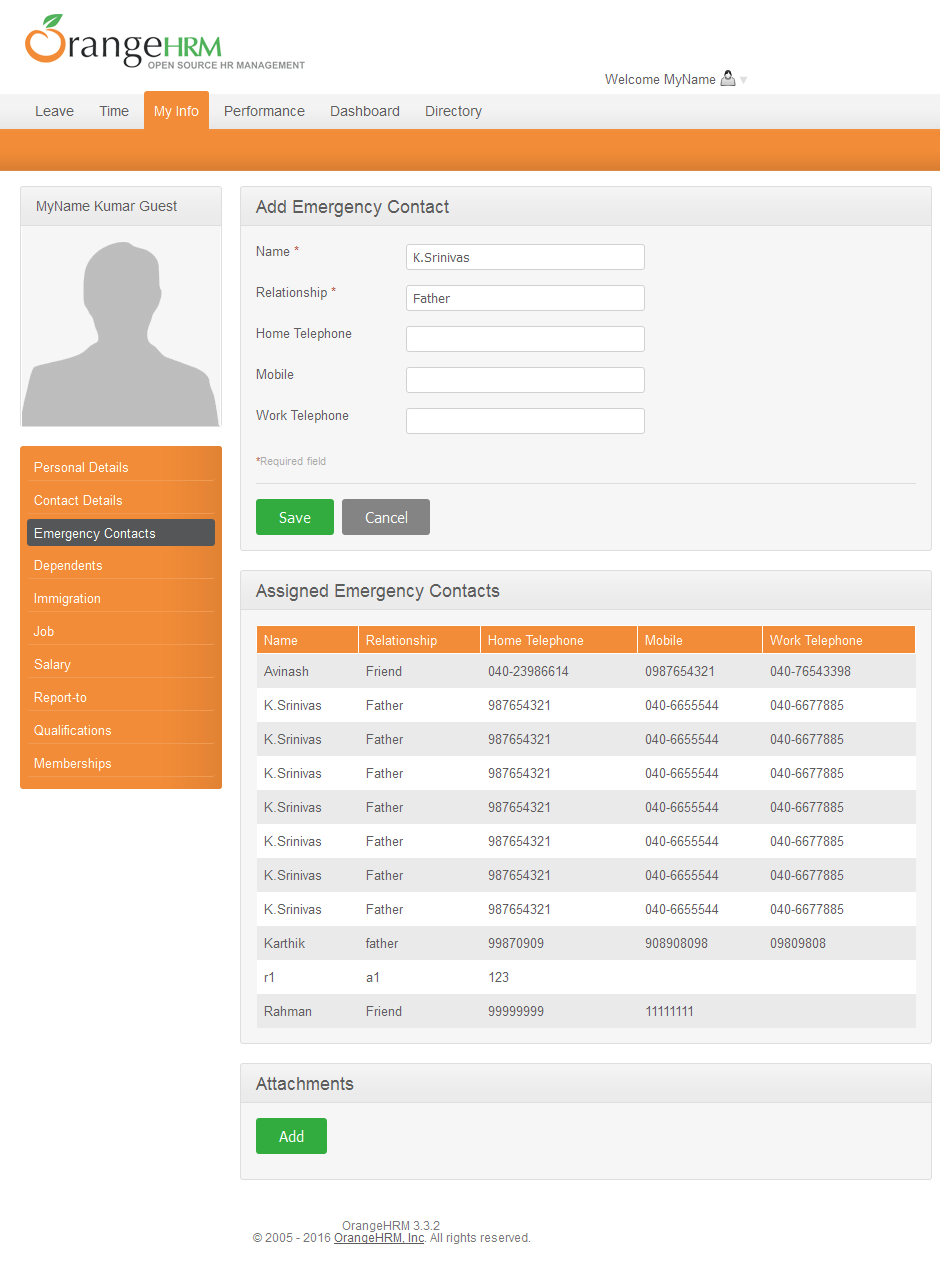 OrangeHRM
OPEN SOURCE HR MANAGEMENT
Welcome MyName
Leave Time My Info Performance Dashboard Directory
MyName Kumar Guest
Personal Details
Contact Details
Emergency Contacts
Dependents
Immigration
Job
Salary
Report-to
Qualifications
Memberships
Add Emergency Contact
Name * K.Srinivas
Relationship * Father
Home Telephone
Mobile
Work Telephone
*Required field
Save Cancel
Assigned Emergency Contacts
Name Relationship Home Telephone Mobile Work Telephone
Avinash Friend 040-23986614 0987654321 040-76543398
K.Srinivas Father 987654321 040-6655544 040-6677885
K.Srinivas Father 987654321 040-6655544 040-6677885
K.Srinivas Father 987654321 040-6655544 040-6677885
K.Srinivas Father 987654321 040-6655544 040-6677885
K.Srinivas Father 987654321 040-6655544 040-6677885
K.Srinivas Father 987654321 040-6655544 040-6677885
K.Srinivas Father 987654321 040-6655544 040-6677885
Karthik father 99870909 908908098 09809808
r1 a1 123
Rahman Friend 99999999 11111111
Attachments
Add
OrangeHRM 3.3.2
© 2005 - 2016 OrangeHRM, Inc. All rights reserved.